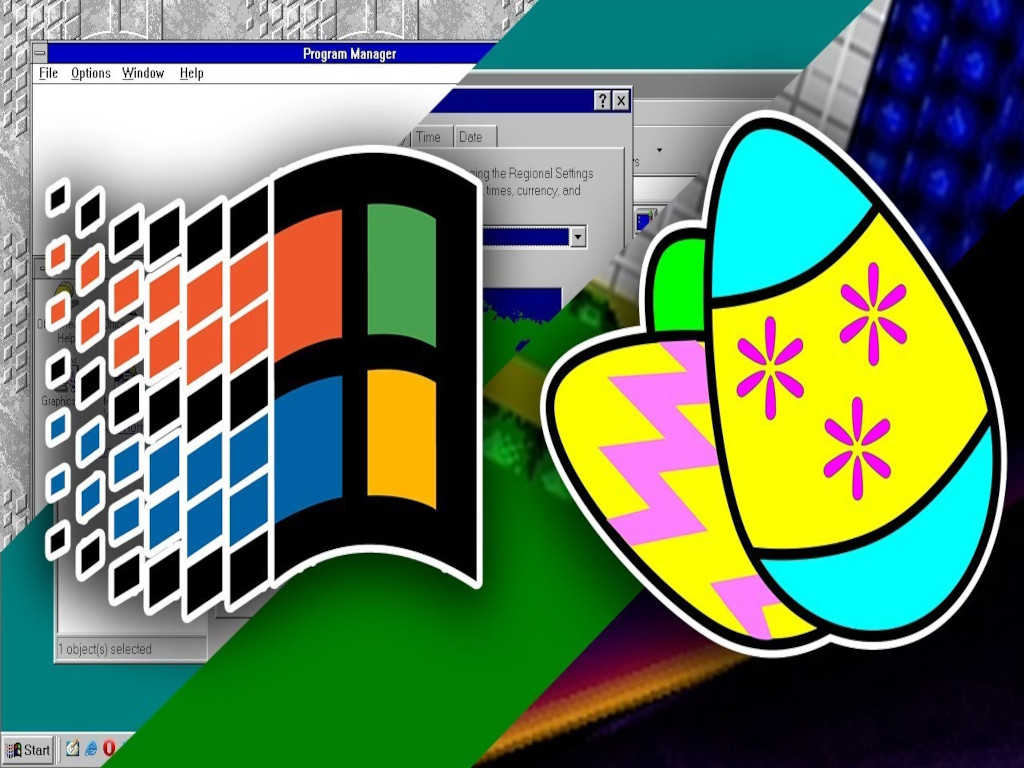 Program Manager
File Options Window Help
? X
Time Date
ing the Regional Settings
times, currency, and
Graphic
1 object(s) selected
Start